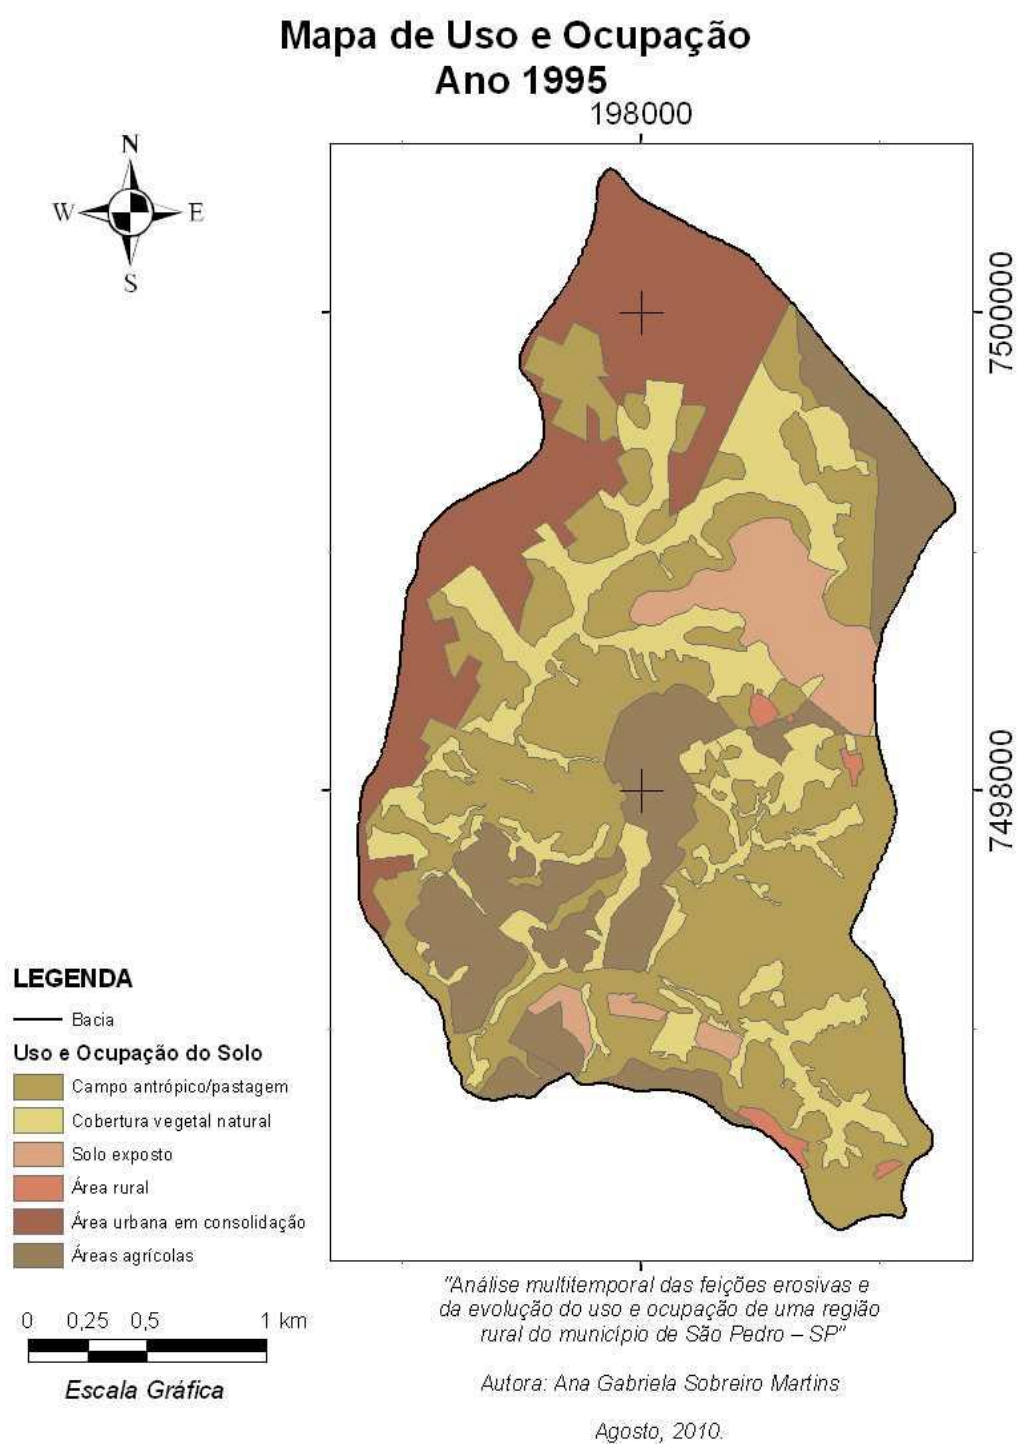 Mapa de Uso e Ocupação
Ano 1995
198000
N
W
E
S
7500000
7498000
LEGENDA
Bacia
Uso e Ocupação do Solo
Campo antrópico/pastagem
Cobertura vegetal natural
Solo exposto
Área rural
Área urbana em consolidação
Áreas agrícolas
0 0,25 0,5 1 km
Escala Gráfica
"Análise multitemporal das feições erosivas e
da evolução do uso e ocupação de uma região
rural do município de São Pedro – SP"
Autora: Ana Gabriela Sobreiro Martins
Agosto, 2010.